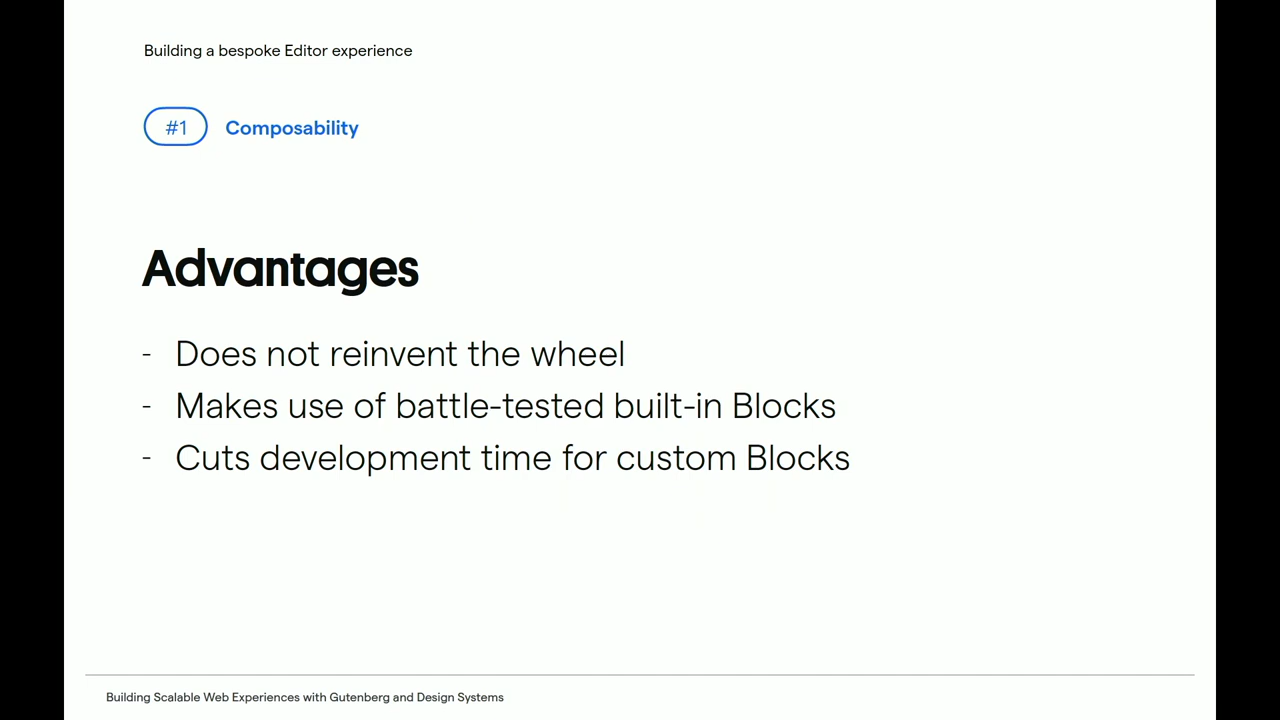 Building a bespoke Editor experience
#1 Composability
Advantages
- Does not reinvent the wheel
- Makes use of battle-tested built-in Blocks
- Cuts development time for custom Blocks
Building Scalable Web Experiences with Gutenberg and Design Systems